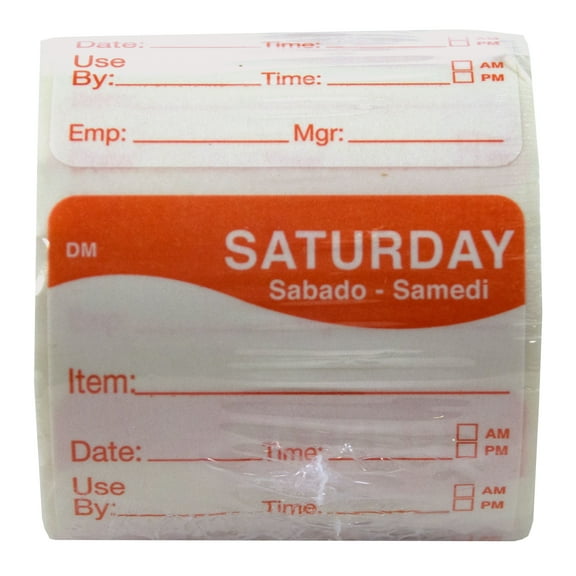 Date: Time: PM
Use AM
By: Time: PM
Emp: Mgr:
DM SATURDAY
Sabado - Samedi
Item:
Date: Time: AM
PM
Use AM
By: Time: PM